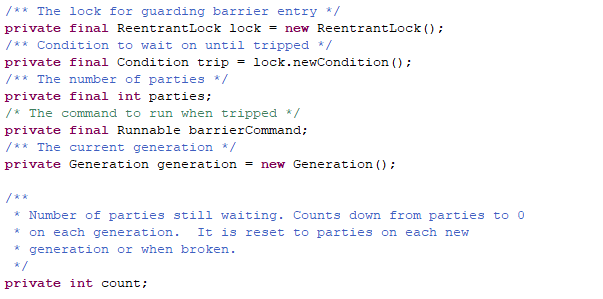 /** The lock for guarding barrier entry */
private final ReentrantLock lock = new ReentrantLock();
/** Condition to wait on until tripped */
private final Condition trip = lock.newCondition();
/** The number of parties */
private final int parties;
/* The command to run when tripped */
private final Runnable barrierCommand;
/** The current generation */
private Generation generation = new Generation();

/**
 * Number of parties still waiting. Counts down from parties to 0
 * on each generation.  It is reset to parties on each new
 * generation or when broken.
 */
private int count;